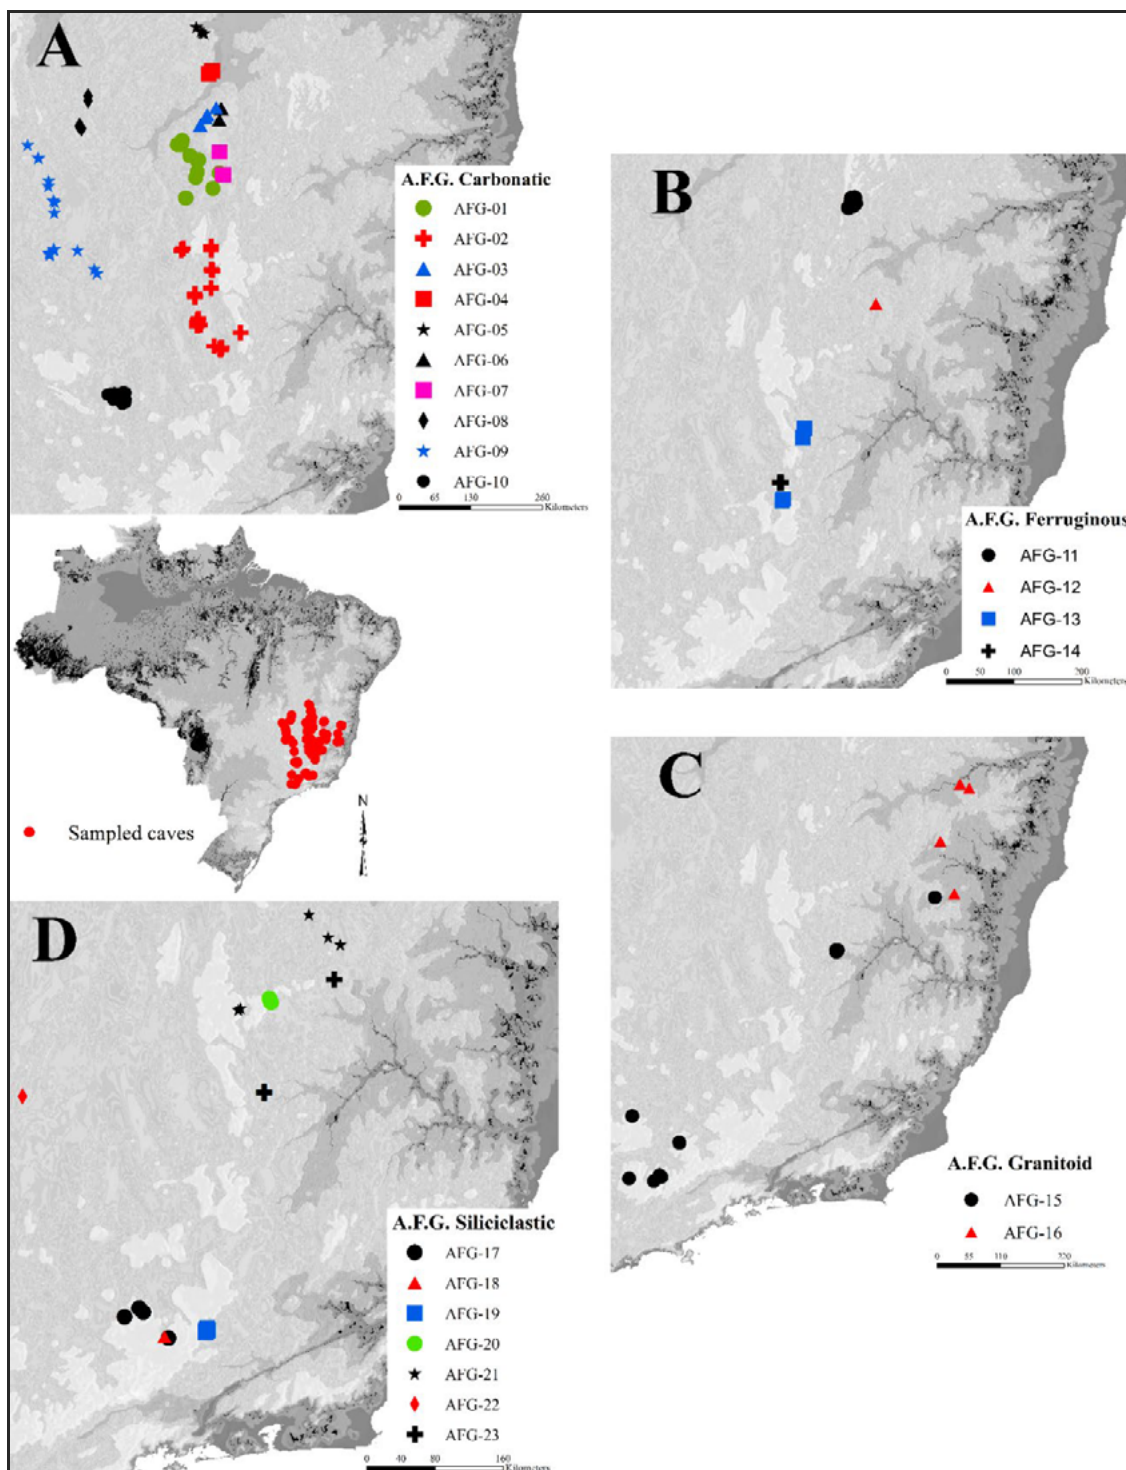 A
A.F.G. Carbonatic
AFG-01
AFG-02
AFG-03
AFG-04
AFG-05
AFG-06
AFG-07
AFG-08
AFG-09
AFG-10
0 65 130 260
Kilometers
B
A.F.G. Ferruginous
AFG-11
AFG-12
AFG-13
AFG-14
0 50 100 200
Kilometers
N
Sampled caves
C
A.F.G. Granitoid
AFG-15
AFG-16
0 55 110 220
Kilometers
D
A.F.G. Siliciclastic
AFG-17
AFG-18
AFG-19
AFG-20
AFG-21
AFG-22
AFG-23
0 40 80 160
Kilometers